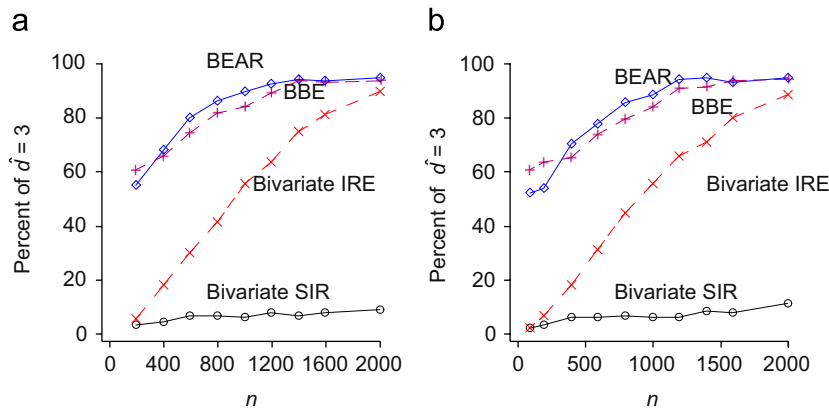 a
Percent of d̂ = 3
100
80
60
40
20
0
BEAR
BBE
Bivariate IRE
Bivariate SIR
0 400 800 1200 1600 2000
n
b
Percent of d̂ = 3
100
80
60
40
20
0
BEAR
BBE
Bivariate IRE
Bivariate SIR
0 500 1000 1500 2000
n